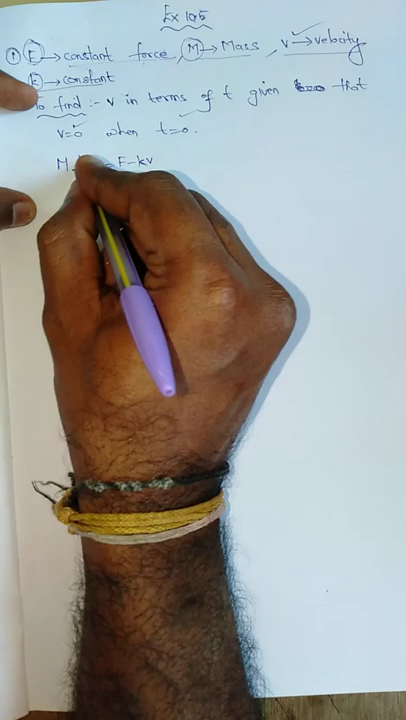 Ex 10.5
① F → constant force, M → Mass, v → velocity
k → constant
To find :- v in terms of t given that
v=0 when t=0.
M = F-kv